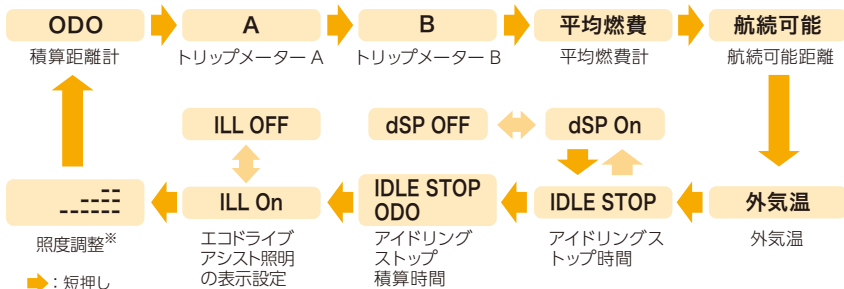 ODO
A
B
平均燃費
航続可能
積算距離計
トリップメーター A
トリップメーター B
平均燃費計
航続可能距離
ILL OFF
dSP OFF
dSP On
ILL On
IDLE STOP
ODO
IDLE STOP
外気温
照度調整※
エコドライブ
アシスト照明
の表示設定
アイドリング
ストップ
積算時間
アイドリングス
トップ時間
外気温
：短押し